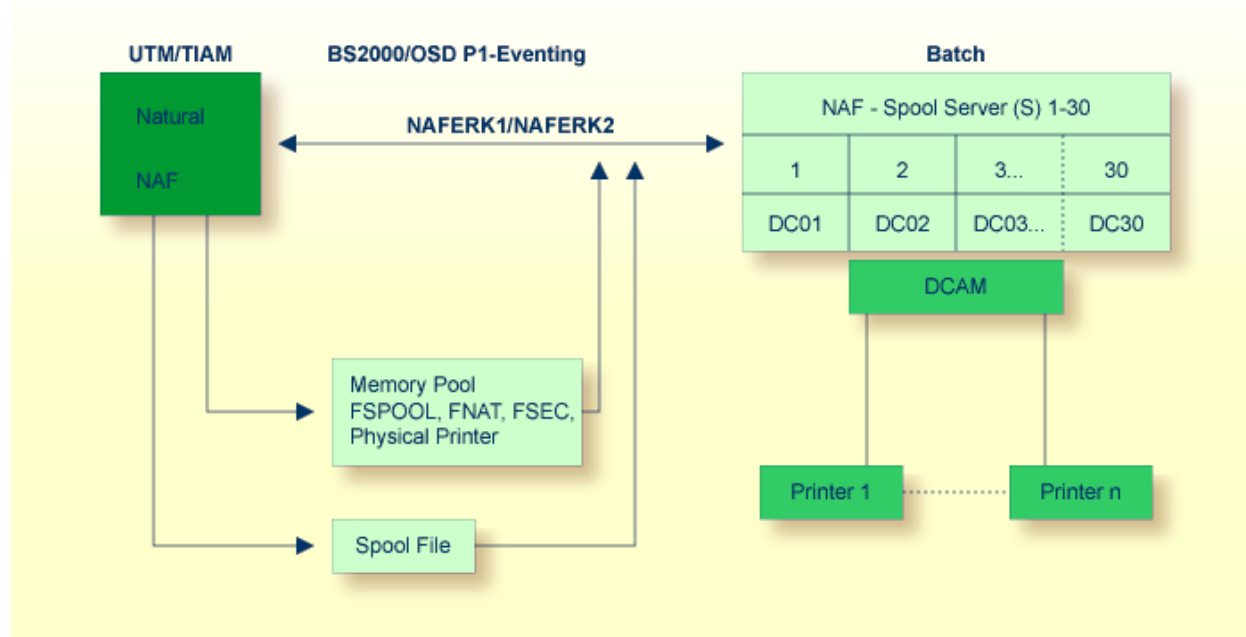 UTM/TIAM
BS2000/OSD P1-Eventing
Batch
Natural
NAF
NAFERK1/NAFERK2
NAF - Spool Server (S) 1-30
1
2
3...
30
DC01
DC02
DC03...
DC30
DCAM
Memory Pool
FSPOOL, FNAT, FSEC,
Physical Printer
Printer 1
Printer n
Spool File